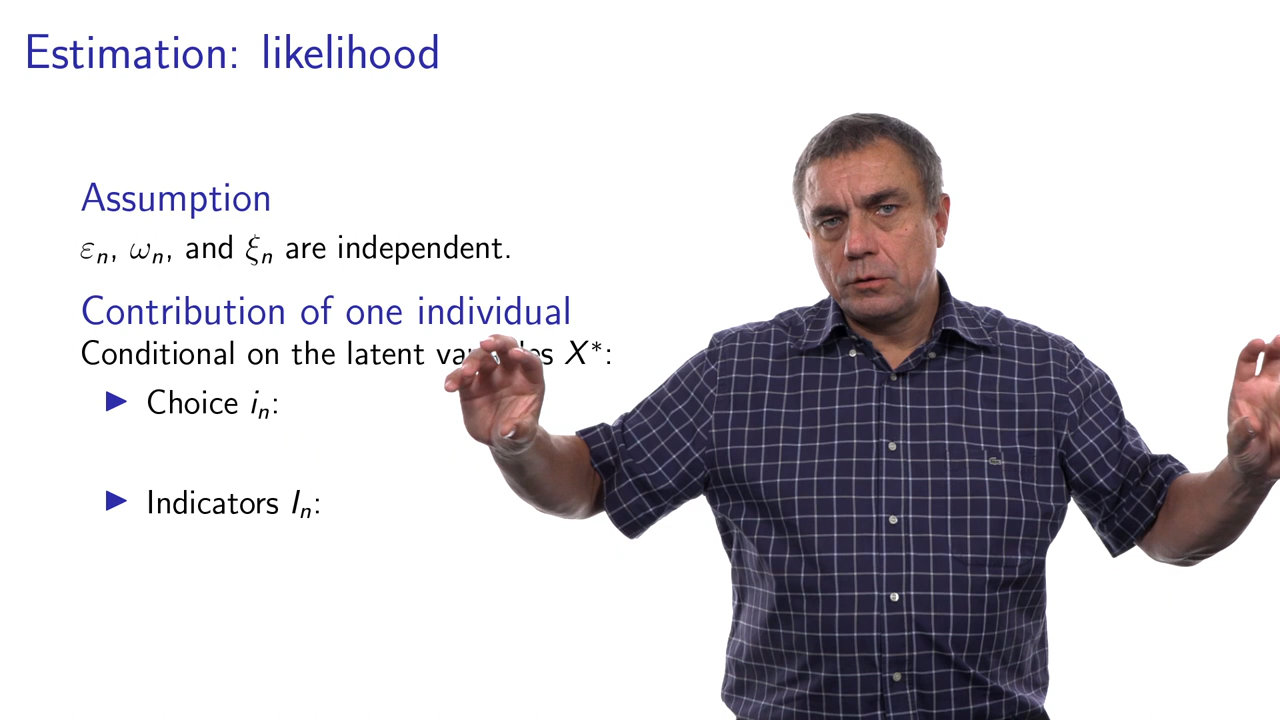 Estimation: likelihood
Assumption
εₙ, ωₙ, and ξₙ are independent.
Contribution of one individual
Conditional on the latent X*:
▶ Choice iₙ:
▶ Indicators Iₙ: